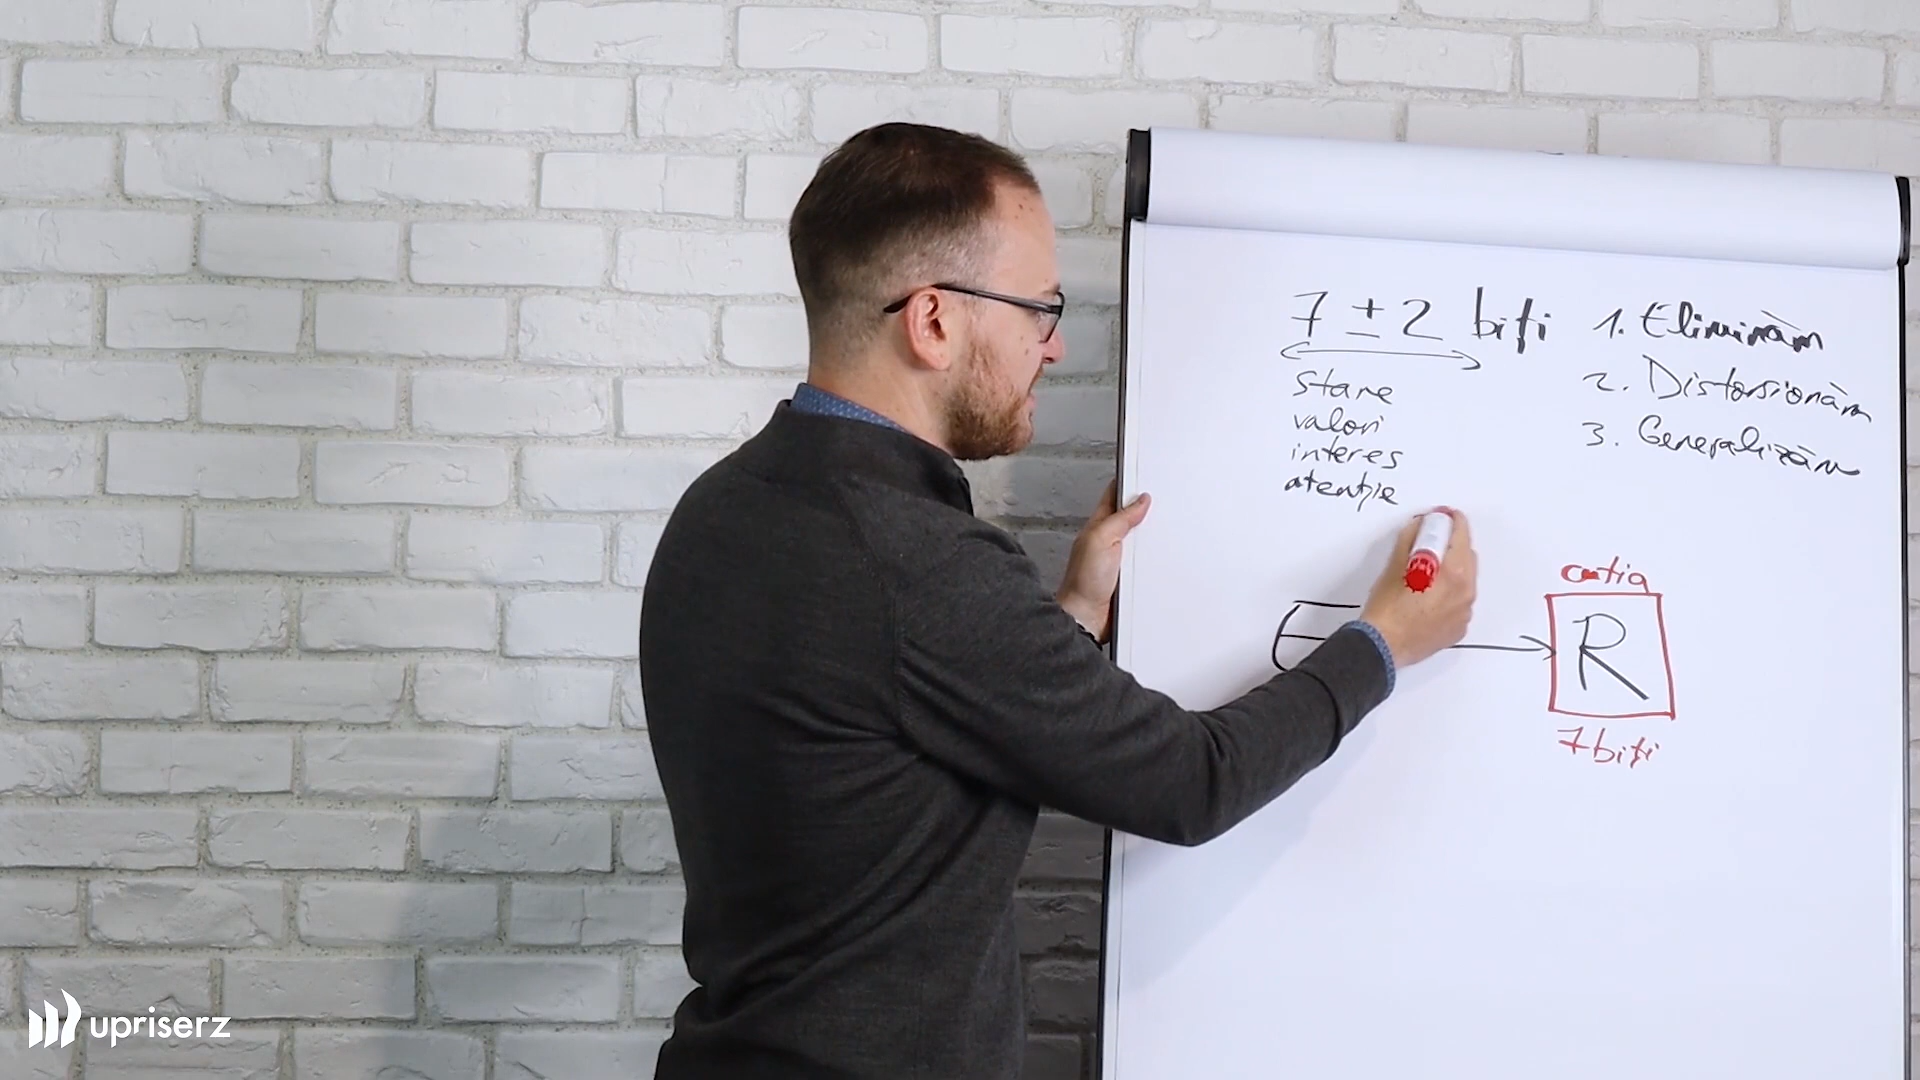 7 ± 2 biți
stare
valori
interes
atenție
1. Eliminăm
2. Distorsionăm
3. Generalizăm
E
cutia
R
7 biți
upriserz